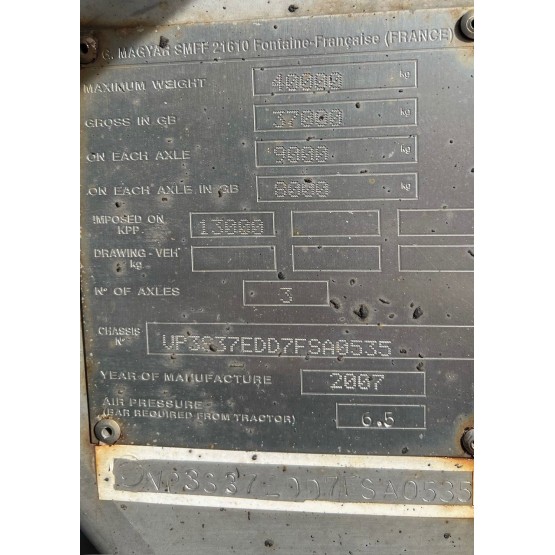 G. MAGYAR SMFF 21610 Fontaine-Française (FRANCE)
MAXIMUM WEIGHT 40000 kg
GROSS IN GB 37000 kg
ON EACH AXLE 9000 kg
ON EACH AXLE IN GB 8000 kg
IMPOSED ON KPP 13000
DRAWING-VEH kg
Nº OF AXLES 3
CHASSIS Nº
YEAR OF MANUFACTURE 2007
AIR PRESSURE
(BAR REQUIRED FROM TRACTOR) 6.5
SA0535